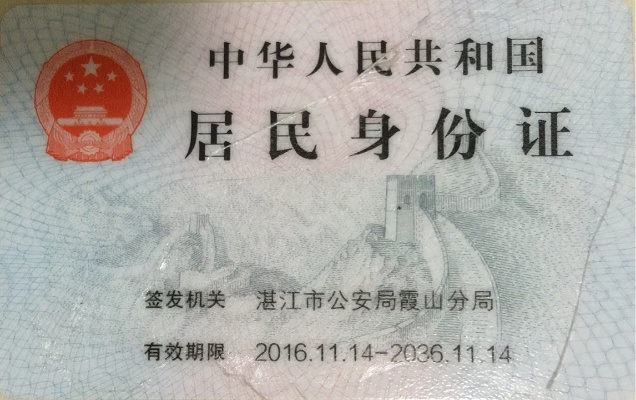 中华人民共和国
居民身份证
签发机关 湛江市公安局霞山分局
有效期限 2016.11.14-2036.11.14